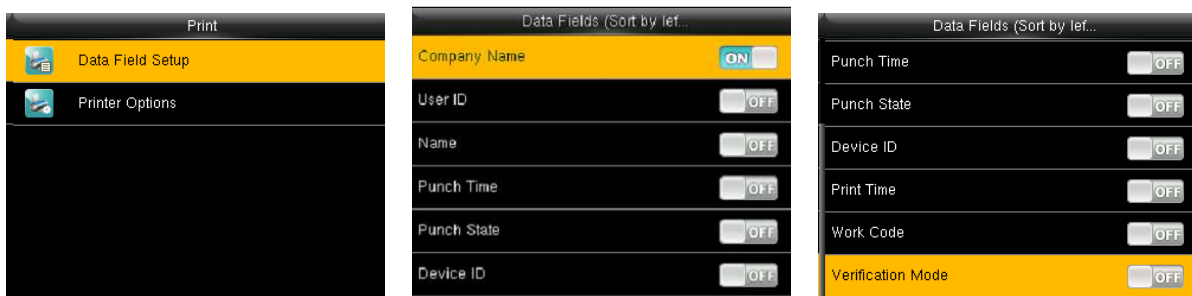 Print
Data Field Setup
Printer Options
Data Fields (Sort by lef...
Company Name ON
User ID OFF
Name OFF
Punch Time OFF
Punch State OFF
Device ID OFF
Data Fields (Sort by lef...
Punch Time OFF
Punch State OFF
Device ID OFF
Print Time OFF
Work Code OFF
Verification Mode OFF